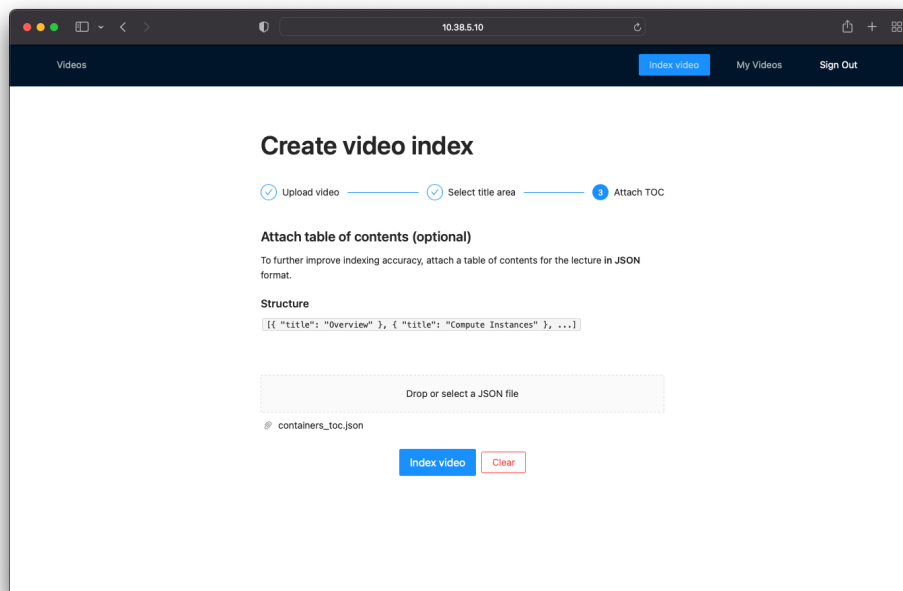 10.38.5.10
Videos
Index video
My Videos
Sign Out
Create video index
Upload video
Select title area
3 Attach TOC
Attach table of contents (optional)
To further improve indexing accuracy, attach a table of contents for the lecture in JSON
format.
Structure
[{ "title": "Overview" }, { "title": "Compute Instances" }, ...]
Drop or select a JSON file
containers_toc.json
Index video
Clear